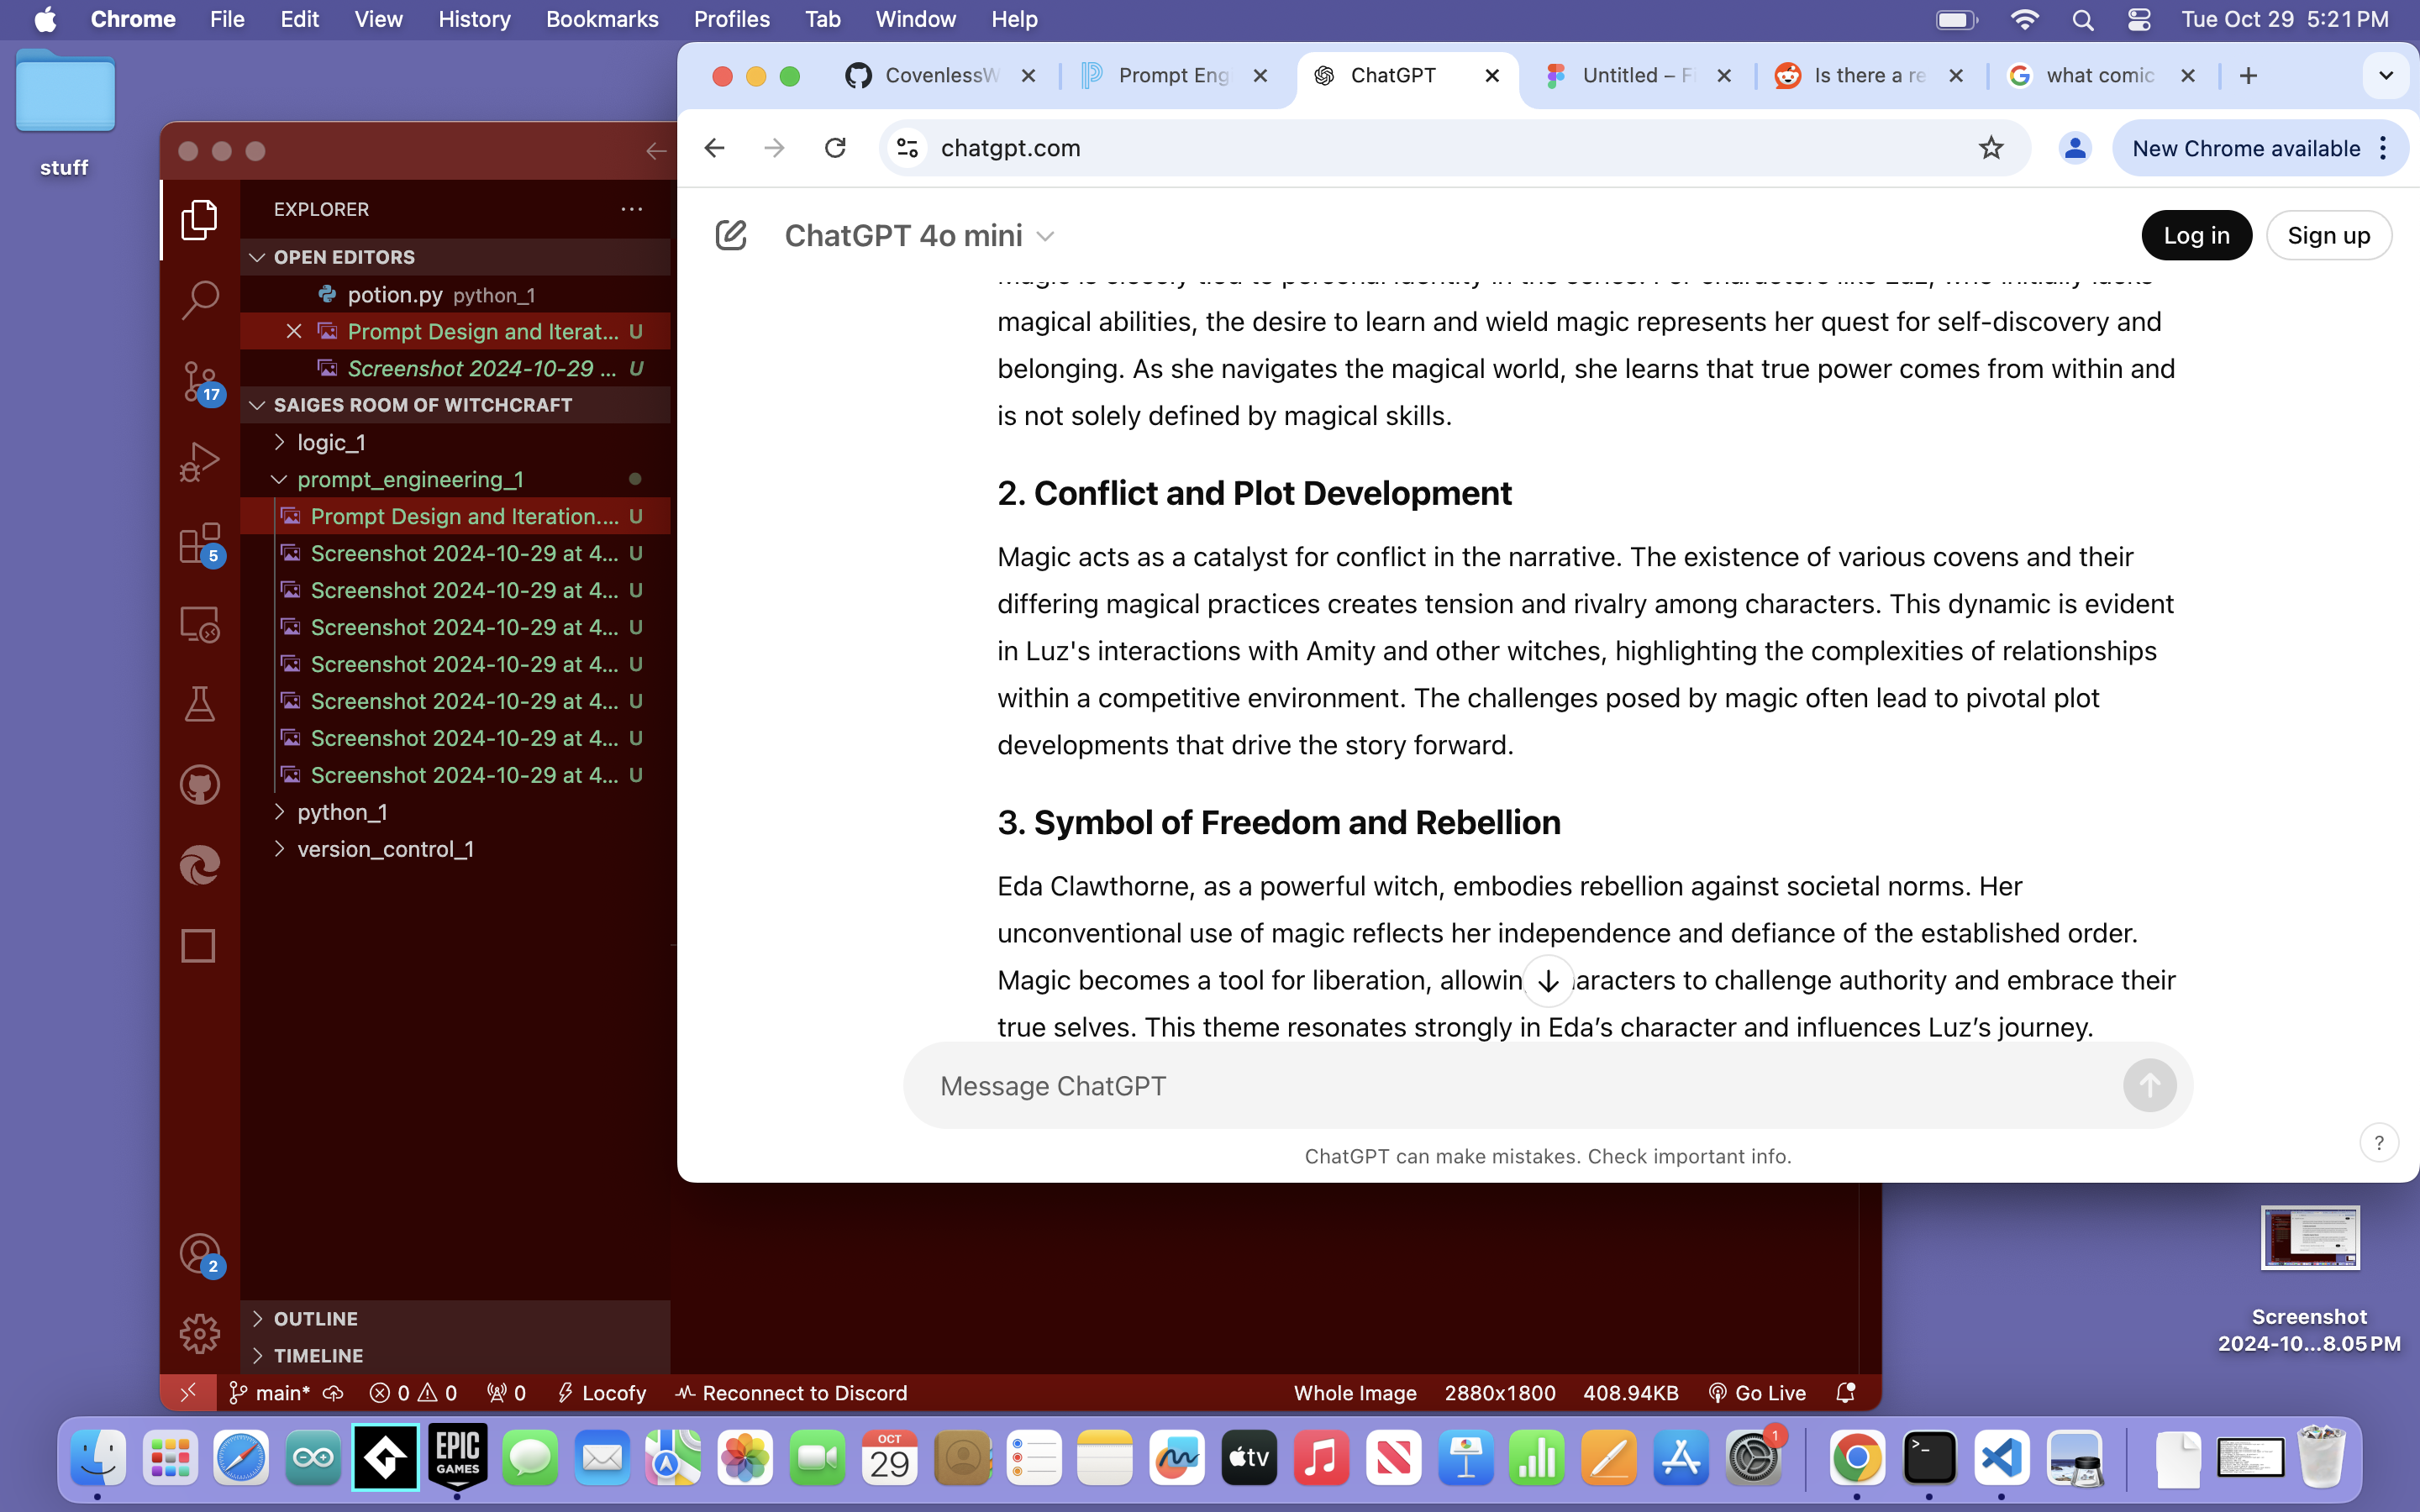 Chrome File Edit View History Bookmarks Profiles Tab Window Help Tue Oct 29 5:21 PM
stuff
CovenlessW Prompt Eng ChatGPT Untitled – Fi Is there a re what comic
chatgpt.com New Chrome available
ChatGPT 4o mini Log in Sign up
EXPLORER
OPEN EDITORS
potion.py python_1
Prompt Design and Iterat... U
Screenshot 2024-10-29 ... U
SAIGES ROOM OF WITCHCRAFT
logic_1
prompt_engineering_1
Prompt Design and Iteration.... U
Screenshot 2024-10-29 at 4... U
Screenshot 2024-10-29 at 4... U
Screenshot 2024-10-29 at 4... U
Screenshot 2024-10-29 at 4... U
Screenshot 2024-10-29 at 4... U
Screenshot 2024-10-29 at 4... U
Screenshot 2024-10-29 at 4... U
python_1
version_control_1
17
5
2
OUTLINE
TIMELINE
magical abilities, the desire to learn and wield magic represents her quest for self-discovery and
belonging. As she navigates the magical world, she learns that true power comes from within and
is not solely defined by magical skills.
2. Conflict and Plot Development
Magic acts as a catalyst for conflict in the narrative. The existence of various covens and their
differing magical practices creates tension and rivalry among characters. This dynamic is evident
in Luz's interactions with Amity and other witches, highlighting the complexities of relationships
within a competitive environment. The challenges posed by magic often lead to pivotal plot
developments that drive the story forward.
3. Symbol of Freedom and Rebellion
Eda Clawthorne, as a powerful witch, embodies rebellion against societal norms. Her
unconventional use of magic reflects her independence and defiance of the established order.
Magic becomes a tool for liberation, allowin aracters to challenge authority and embrace their
true selves. This theme resonates strongly in Eda’s character and influences Luz’s journey.
Message ChatGPT
ChatGPT can make mistakes. Check important info.
?
Screenshot
2024-10...8.05 PM
main* 0 0 0 Locofy Reconnect to Discord Whole Image 2880x1800 408.94KB Go Live
EPIC
GAMES
OCT
29
tv
1